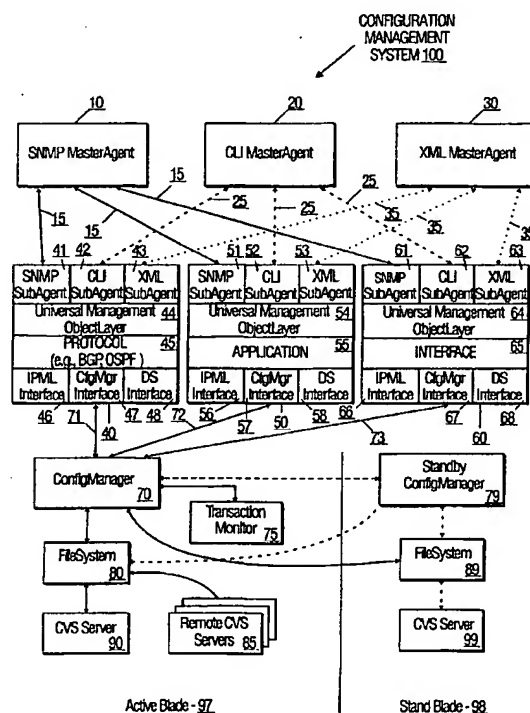 CONFIGURATION
MANAGEMENT
SYSTEM 100
10
20
30
SNMP MasterAgent
CLI MasterAgent
XML MasterAgent
15
15
15
25
25
25
35
35
35
41
42
43
51
52
53
61
62
63
SNMP SubAgent
CLI SubAgent
XML SubAgent
Universal Management
ObjectLayer
44
PROTOCOL
(e.g., BGP, OSPF )
45
IPML Interface
CfgMgr Interface
DS Interface
SNMP SubAgent
CLI SubAgent
XML SubAgent
Universal Management
ObjectLayer
54
APPLICATION
55
IPML Interface
CfgMgr Interface
DS Interface
SNMP SubAgent
CLI SubAgent
XML SubAgent
Universal Management
ObjectLayer
64
INTERFACE
65
IPML Interface
CfgMgr Interface
DS Interface
46
71
40
47
48
72
56
57
50
58
66
73
67
60
68
ConfigManager
70
Transaction
Monitor
75
Standby
ConfigManager
79
FileSystem
80
FileSystem
89
CVS Server
90
Remote CVS
Servers
85
CVS Server
99
Active Blade - 97
Stand Blade - 98